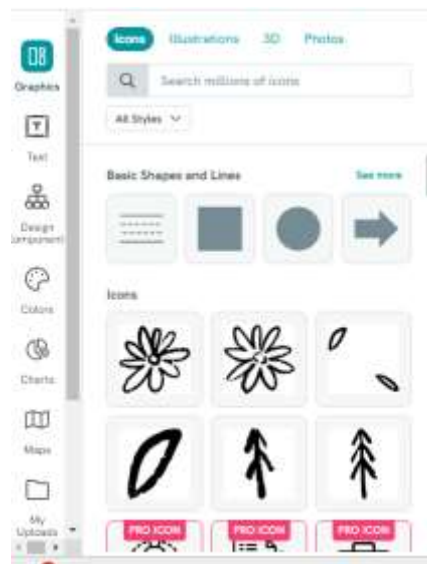 Graphics
Text
Design
Component
Colors
Charts
Maps
My
Uploads
Icons Illustrations 3D Photos
Search millions of icons
All Styles
Basic Shapes and Lines See more
Icons
PRO ICON PRO ICON PRO ICON